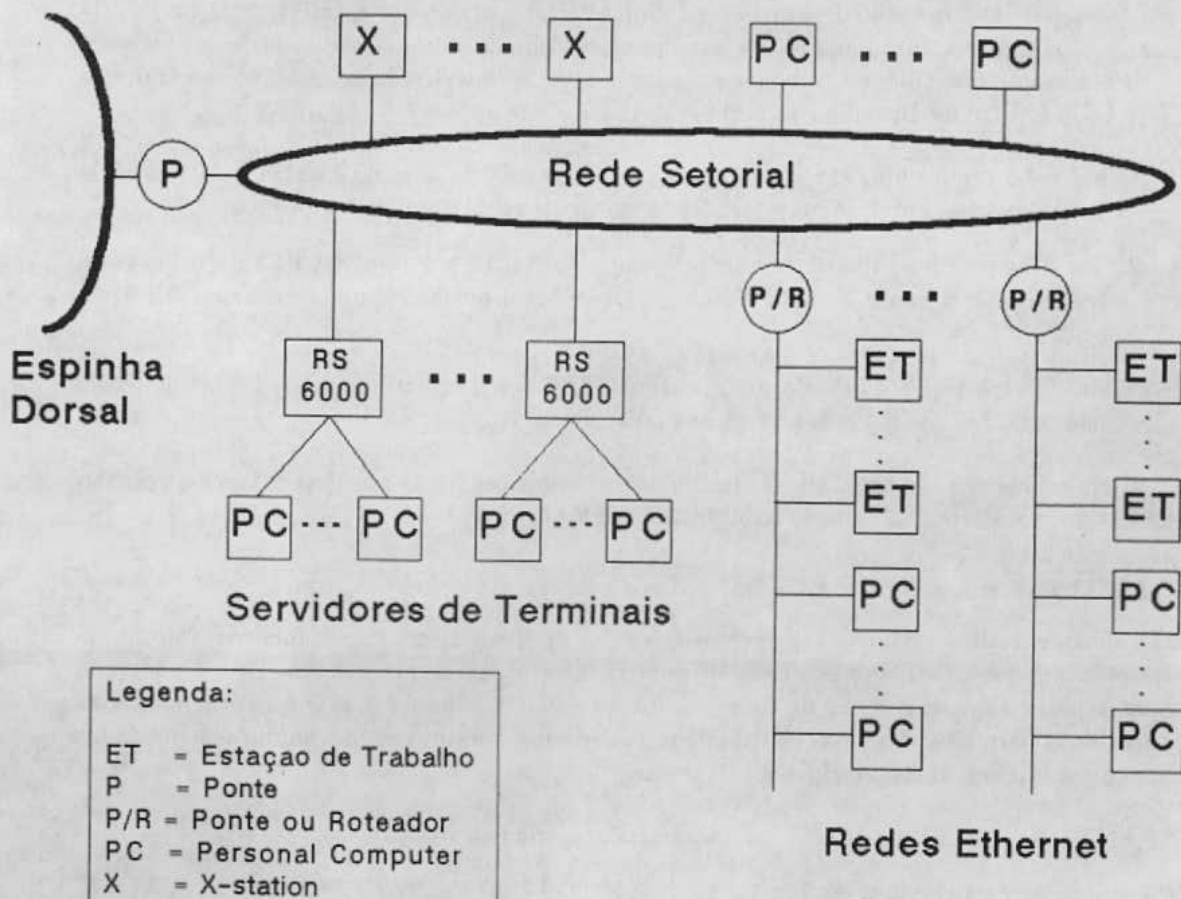 X ... X PC ... PC
P
Rede Setorial
P/R ... P/R
Espinha
Dorsal
RS
6000
...
RS
6000
ET
ET
ET
ET
PC ... PC
PC ... PC
PC
PC
Servidores de Terminais
PC
PC
Legenda:
ET = Estaçao de Trabalho
P = Ponte
P/R = Ponte ou Roteador
PC = Personal Computer
X = X-station
Redes Ethernet